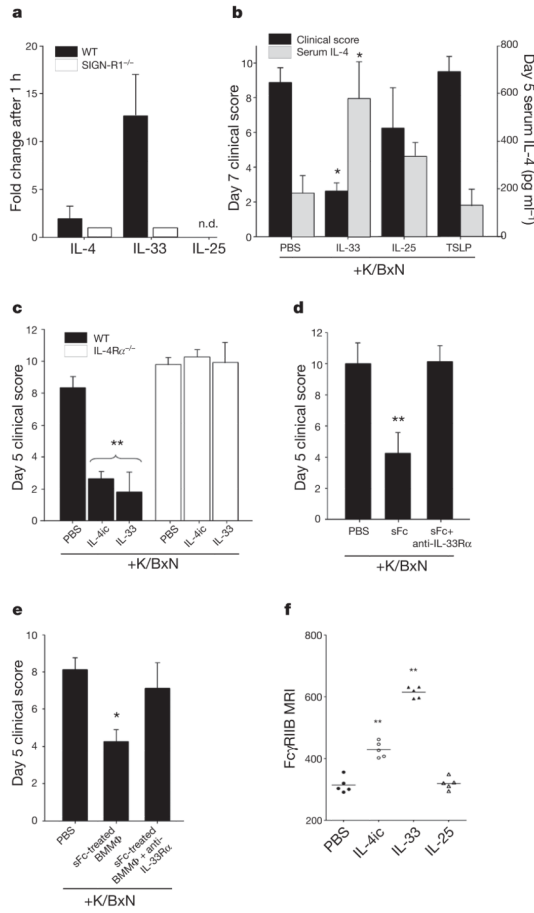 a
WT
SIGN-R1⁻/⁻
Fold change after 1 h
20
15
10
5
0
n.d.
IL-4 IL-33 IL-25
b
Clinical score
Serum IL-4
Day 7 clinical score
10
8
6
4
2
0
*
*
800
600
400
200
0
Day 5 serum IL-4
(pg ml⁻¹)
PBS IL-33 IL-25 TSLP
+K/BxN
c
WT
IL-4Rα⁻/⁻
Day 5 clinical score
12
10
8
6
4
2
0
**
PBS IL-4ic IL-33 PBS IL-4ic IL-33
+K/BxN
d
Day 5 clinical score
12
10
8
6
4
2
0
**
PBS sFc sFc+
anti-IL-33Rα
+K/BxN
e
Day 5 clinical score
10
8
6
4
2
0
*
PBS
sFc-treated
BMMΦ
sFc-treated
BMMΦ + anti-
IL-33Rα
+K/BxN
f
FcγRIIB MRI
800
600
400
200
**
**
PBS IL-4ic IL-33 IL-25